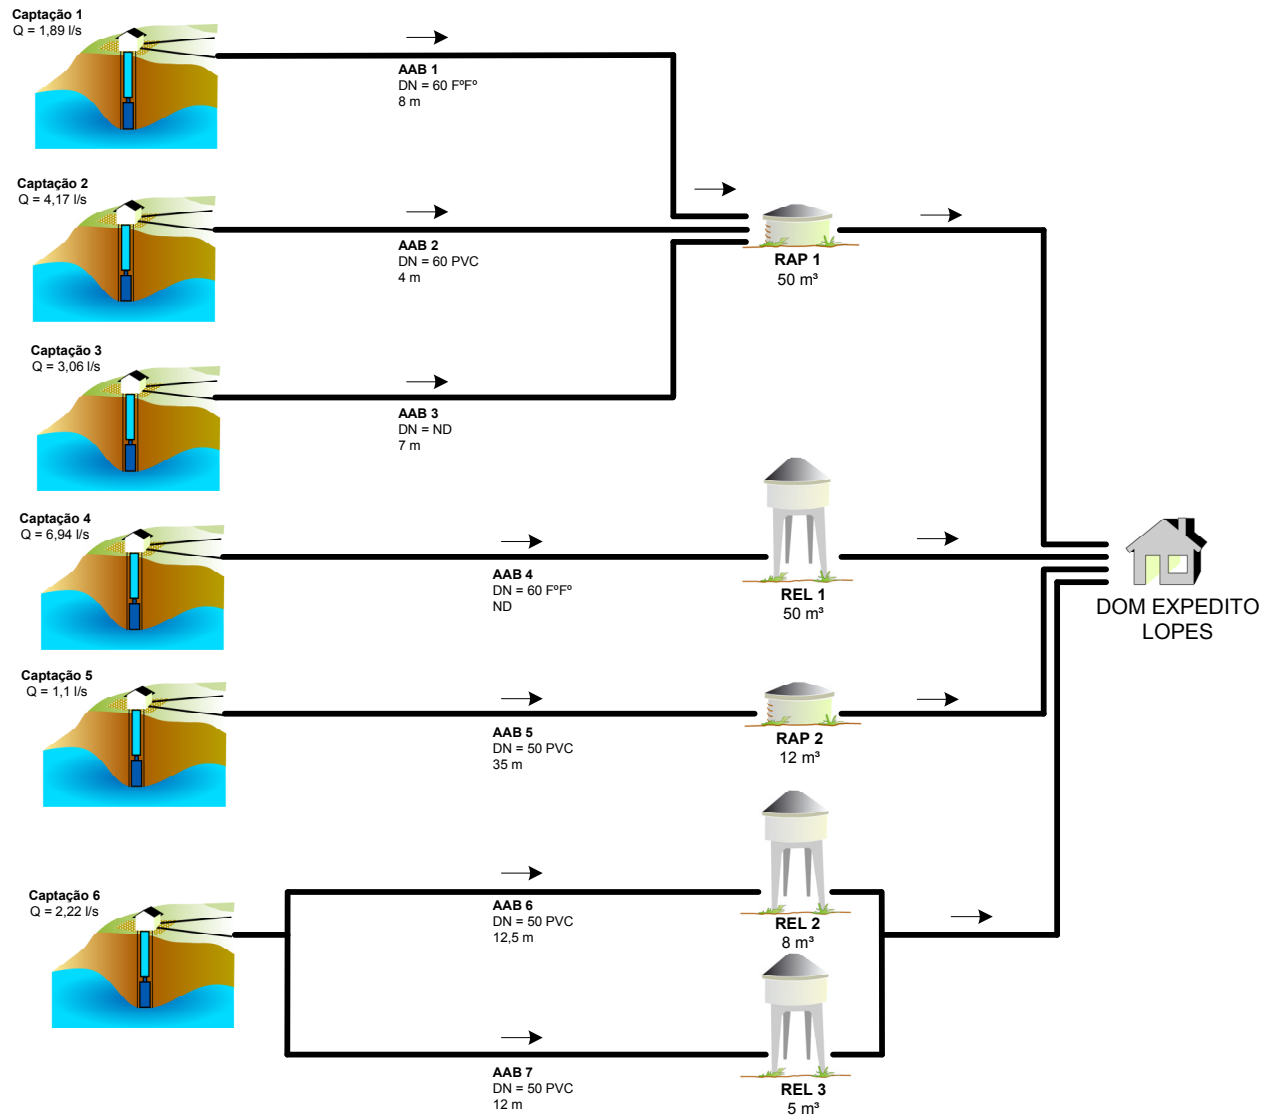 Captação 1
Q = 1,89 l/s
AAB 1
DN = 60 FºFº
8 m
Captação 2
Q = 4,17 l/s
AAB 2
DN = 60 PVC
4 m
RAP 1
50 m³
Captação 3
Q = 3,06 l/s
AAB 3
DN = ND
7 m
Captação 4
Q = 6,94 l/s
AAB 4
DN = 60 FºFº
ND
REL 1
50 m³
DOM EXPEDITO
LOPES
Captação 5
Q = 1,1 l/s
AAB 5
DN = 50 PVC
35 m
RAP 2
12 m³
Captação 6
Q = 2,22 l/s
AAB 6
DN = 50 PVC
12,5 m
REL 2
8 m³
AAB 7
DN = 50 PVC
12 m
REL 3
5 m³